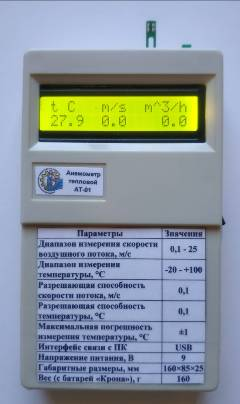 t C m/s m^3/h
27.9 0.0 0.0
Анемометр
тепловой
АТ-01
Параметры Значения
Диапазон измерения скорости
воздушного потока, м/с 0,1 - 25
Диапазон измерения
температуры, °С -20 - +100
Разрешающая способность
скорости потока, м/с 0,1
Разрешающая способность
температуры, °С 0,1
Максимальная погрешность
измерения температуры, °С ±1
Интерфейс связи с ПК USB
Напряжение питания, В 9
Габаритные размеры, мм 160×85×25
Вес (с батареей «Крона»), г 160